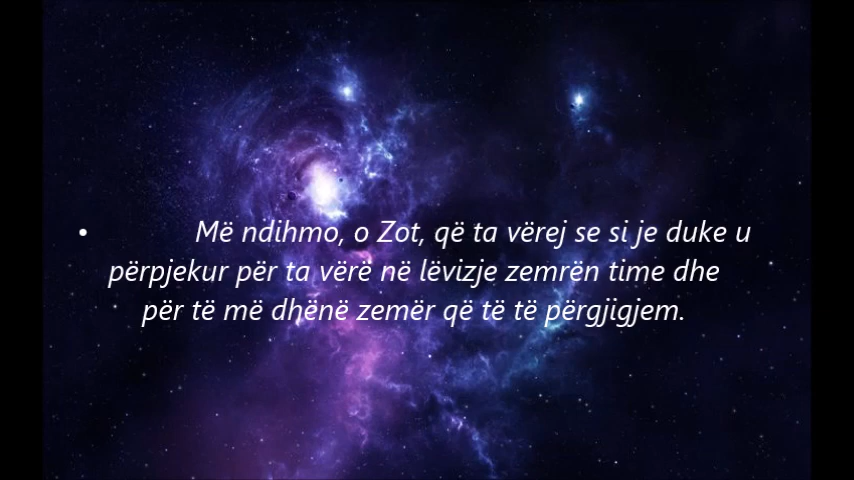 • Më ndihmo, o Zot, që ta vërej se si je duke u
përpjekur për ta vërë në lëvizje zemrën time dhe
për të më dhënë zemër që të të përgjigjem.